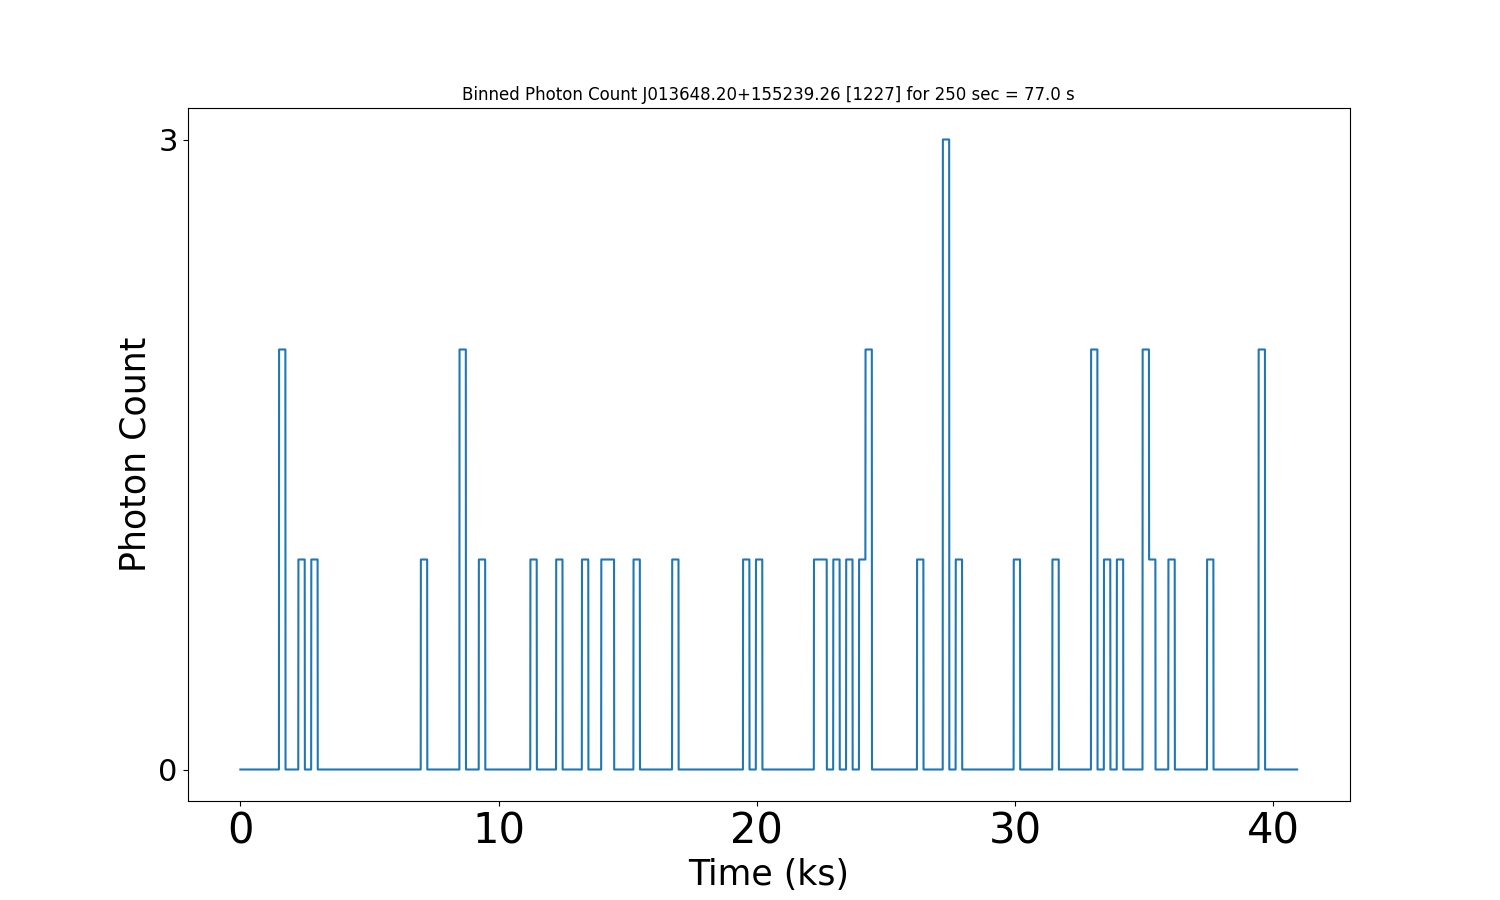 Binned Photon Count J013648.20+155239.26 [1227] for 250 sec = 77.0 s
3
Photon Count
0
0 10 20 30 40
Time (ks)